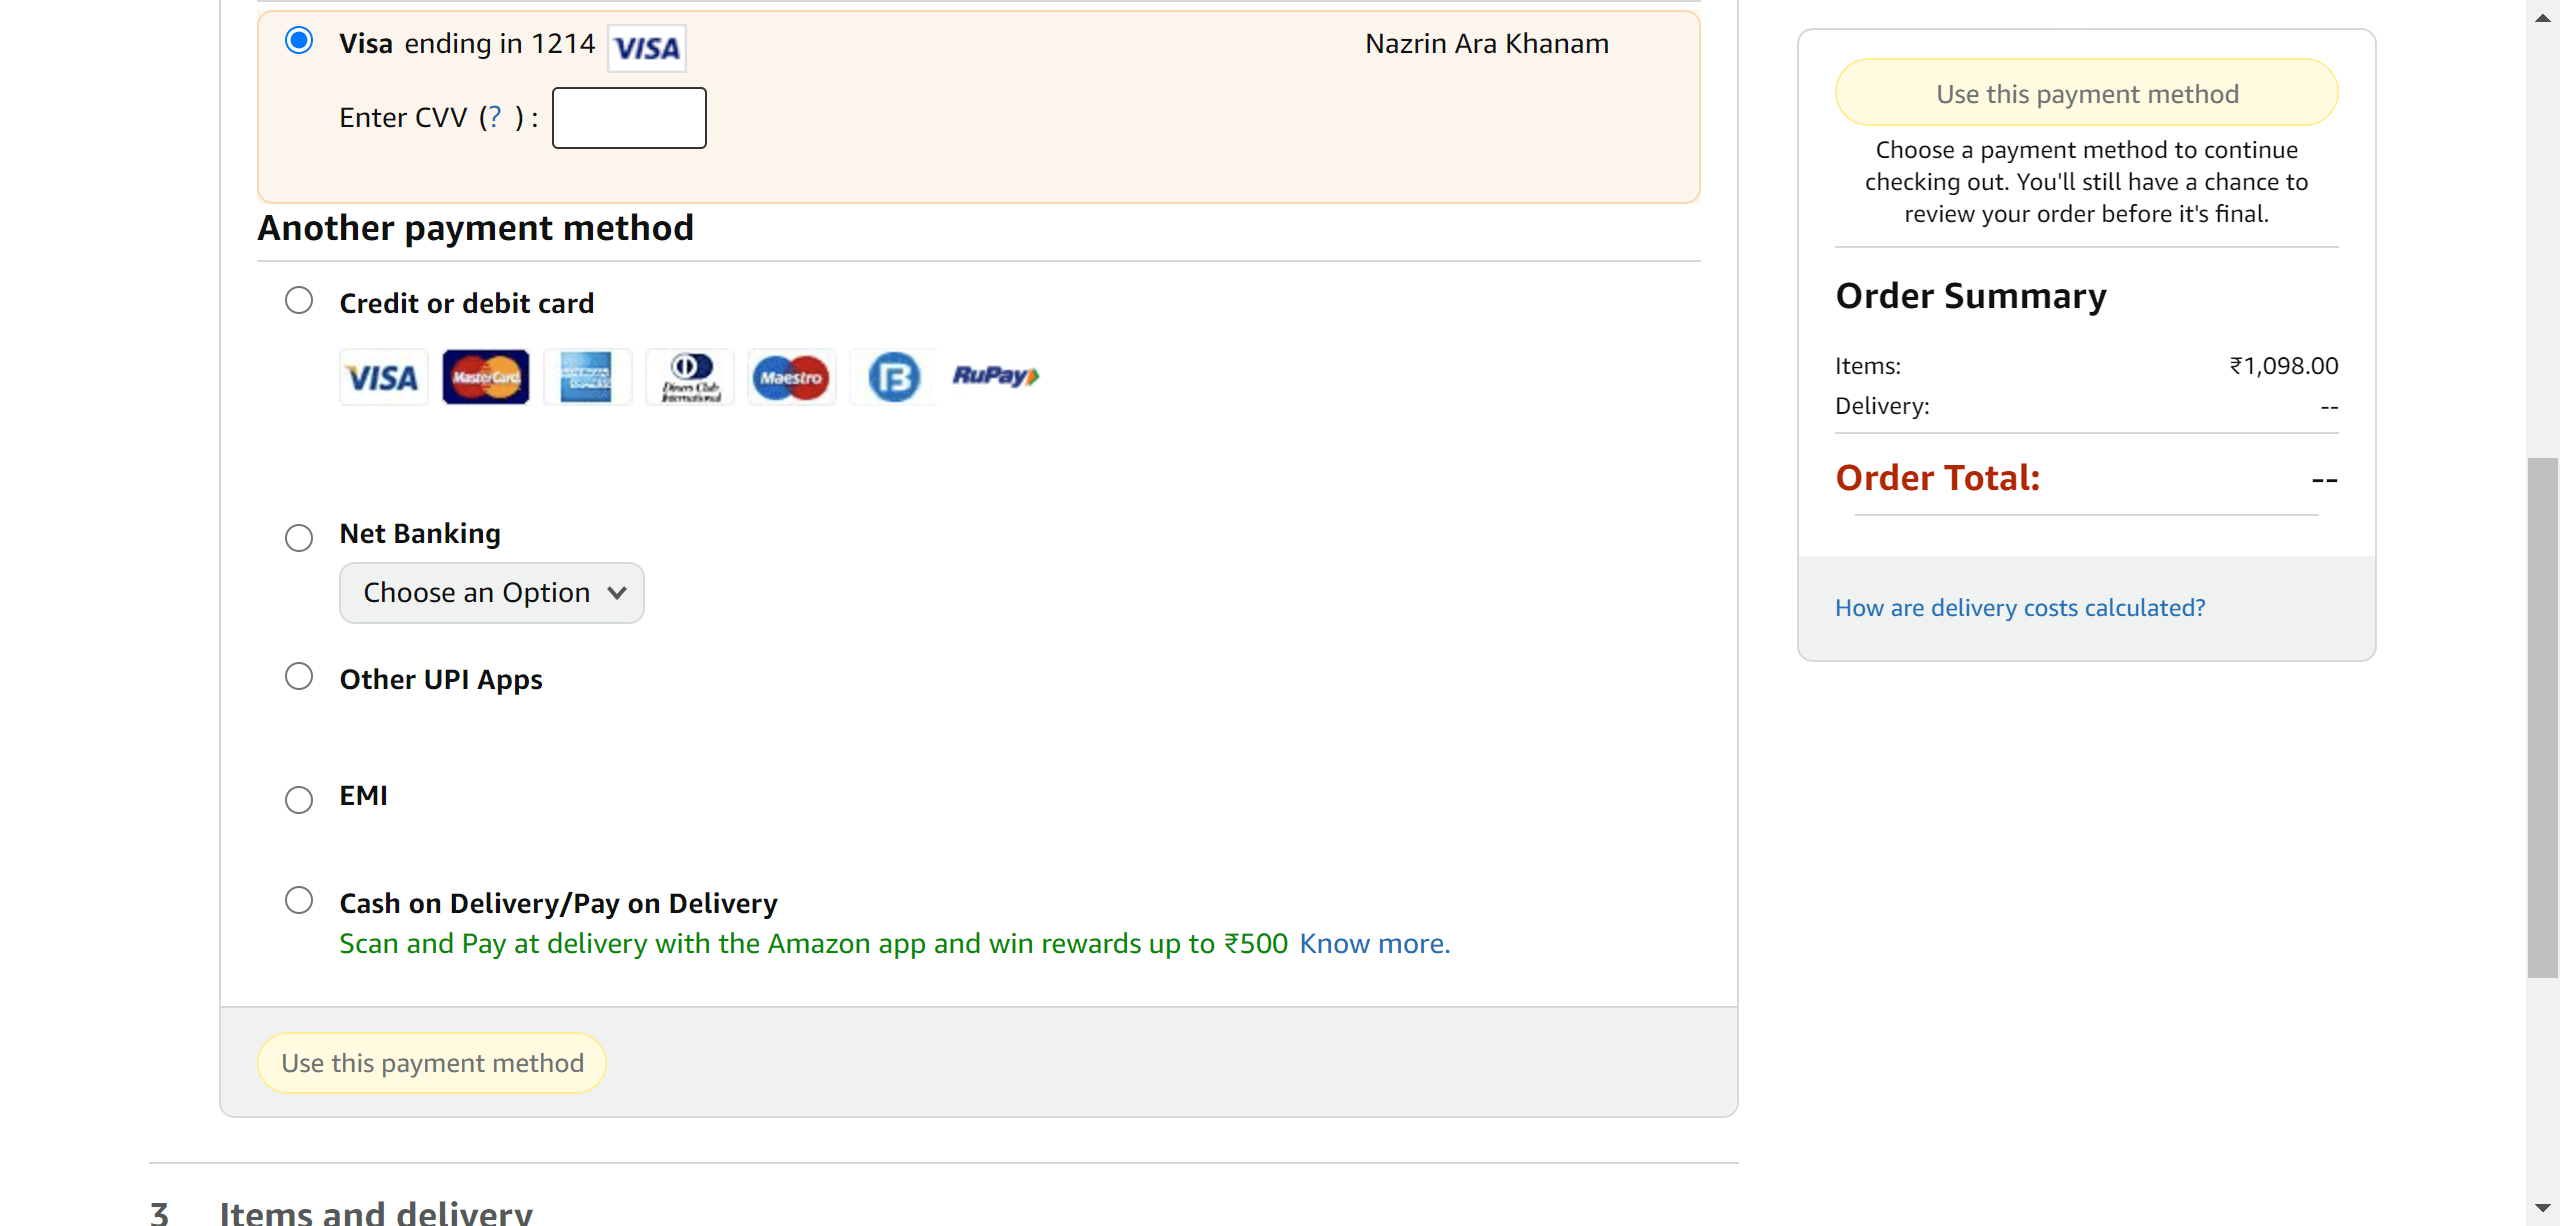 Visa ending in 1214 VISA Nazrin Ara Khanam
Enter CVV (? ) :
Another payment method
Credit or debit card
VISA MasterCard AMERICAN EXPRESS Diners Club International Maestro B RuPay
Net Banking
Choose an Option
Other UPI Apps
EMI
Cash on Delivery/Pay on Delivery
Scan and Pay at delivery with the Amazon app and win rewards up to ₹500 Know more.
Use this payment method
3 Items and delivery
Use this payment method
Choose a payment method to continue
checking out. You'll still have a chance to
review your order before it's final.
Order Summary
Items: ₹1,098.00
Delivery: --
Order Total: --
How are delivery costs calculated?